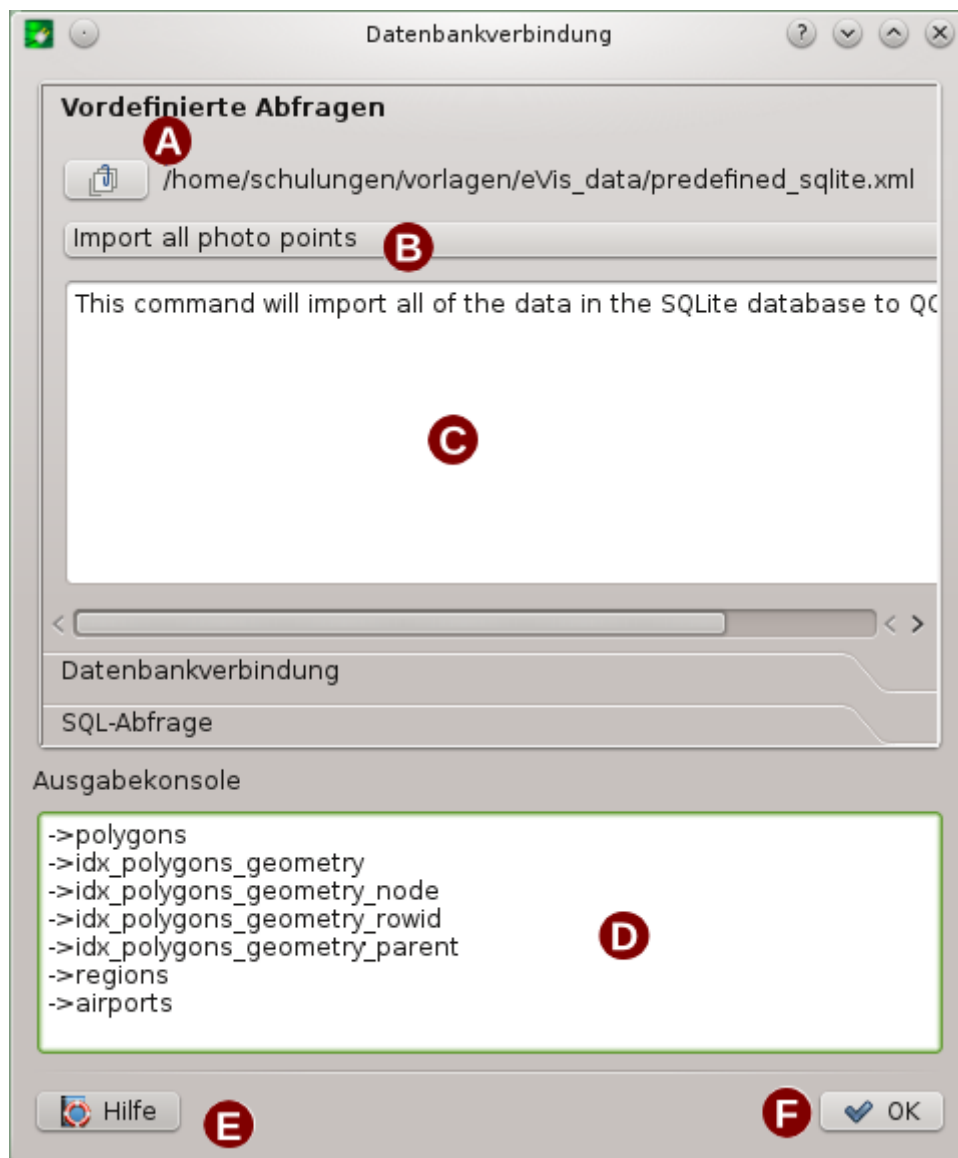 Datenbankverbindung
Vordefinierte Abfragen
A
/home/schulungen/vorlagen/eVis_data/predefined_sqlite.xml
Import all photo points
B
This command will import all of the data in the SQLite database to
C
Datenbankverbindung
SQL-Abfrage
Ausgabekonsole
->polygons
->idx_polygons_geometry
->idx_polygons_geometry_node
->idx_polygons_geometry_rowid
->idx_polygons_geometry_parent
->regions
->airports
D
Hilfe
E
F
OK